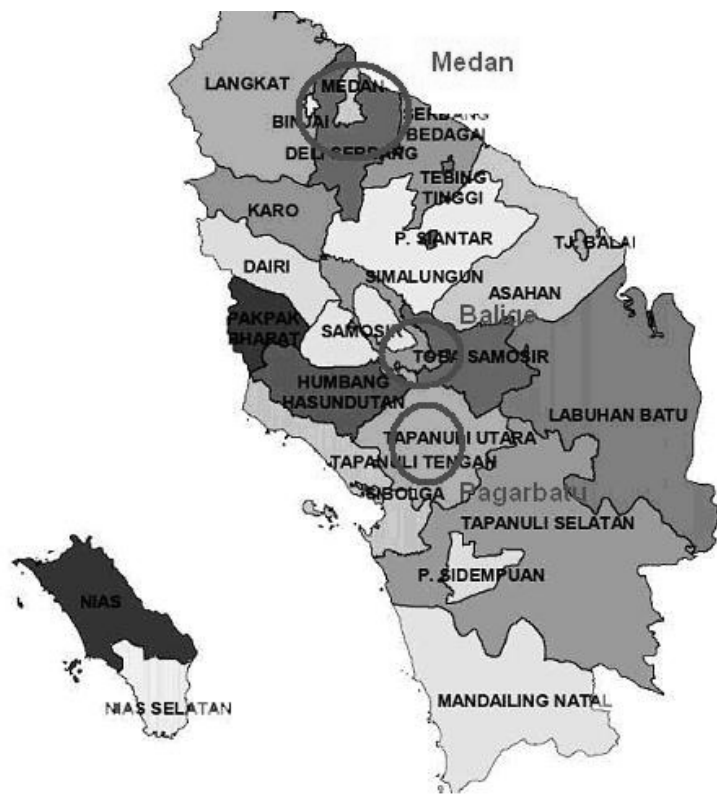 Medan
LANGKAT
MEDAN
BINJAI
SERDANG
BEDAGAI
DELI SERDANG
TEBING
TINGGI
KARO
P. SIANTAR
TJ. BALAI
DAIRI
SIMALUNGUN
ASAHAN
PAKPAK
BHARAT
SAMOSIR
Balige
TOBA SAMOSIR
HUMBANG
HASUNDUTAN
LABUHAN BATU
TAPANULI UTARA
TAPANULI TENGAH
SIBOLGA
Pagarbatu
TAPANULI SELATAN
P. SIDEMPUAN
NIAS
MANDAILING NATAL
NIAS SELATAN